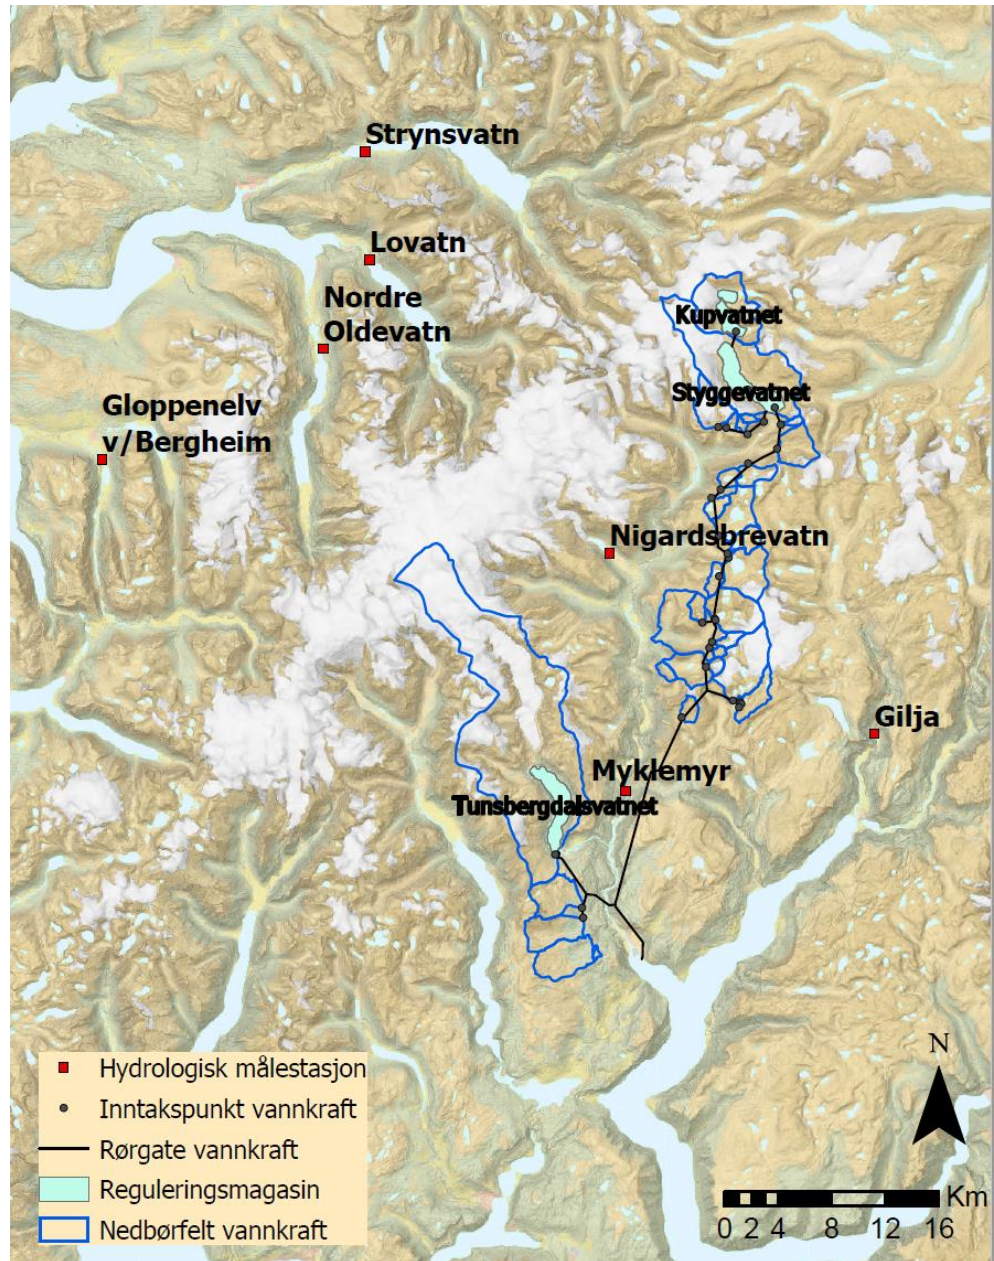 Strynsvatn
Lovatn
Nordre
Oldevatn
Kupvatnet
Styggevatnet
Gloppenelv
v/Bergheim
Nigardsbrevatn
Gilja
Myklemyr
Tunsbergdalsvatnet
N
Hydrologisk målestasjon
Inntakspunkt vannkraft
Rørgate vannkraft
Reguleringsmagasin
Nedbørfelt vannkraft
Km
0 2 4 8 12 16